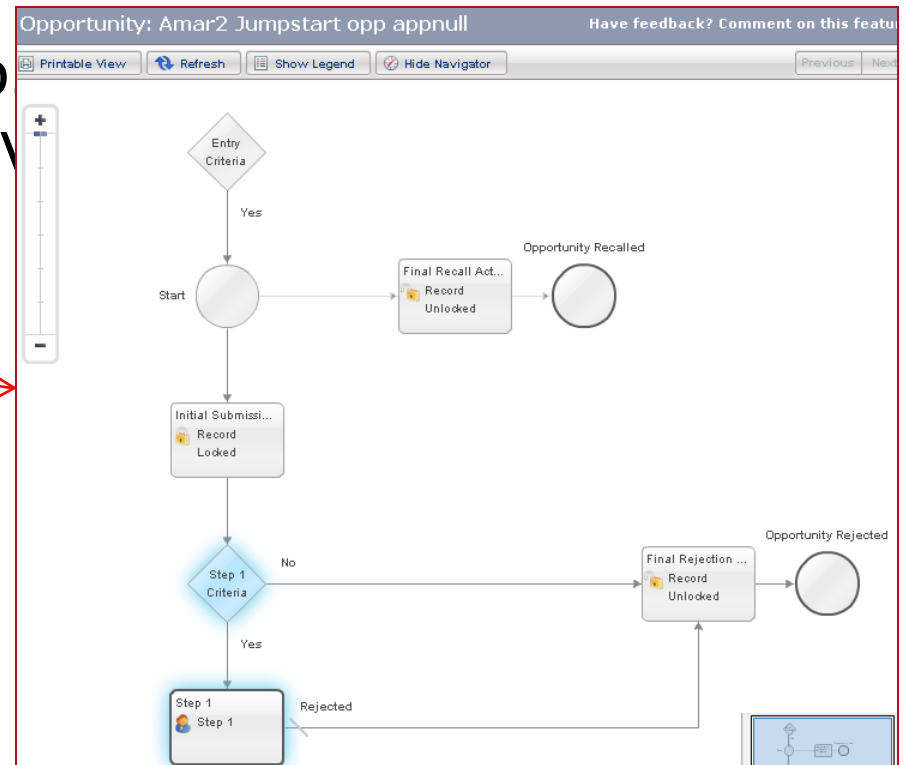 Opportunity: Amar2 Jumpstart opp appnull
Have feedback? Comment on this featu
Printable View
Refresh
Show Legend
Hide Navigator
Previous
Next
+
Entry
Criteria
Yes
Opportunity Recalled
Start
Final Recall Act...
Record
Unlocked
−
Initial Submissi...
Record
Locked
Opportunity Rejected
No
Step 1
Criteria
Final Rejection ...
Record
Unlocked
Yes
Step 1
Step 1
Rejected